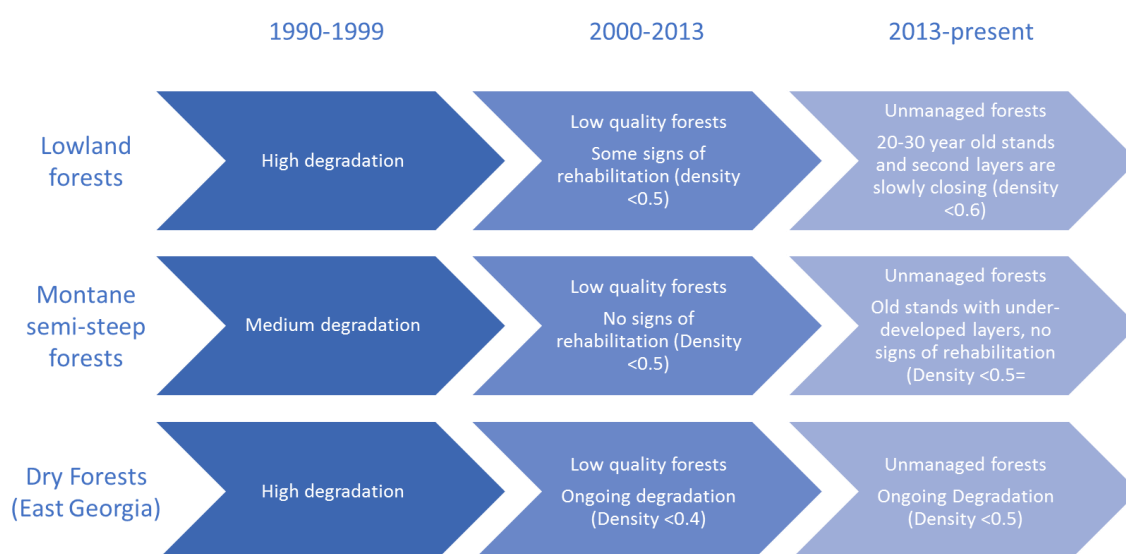 1990-1999
2000-2013
2013-present
Lowland
forests
High degradation
Low quality forests
Some signs of
rehabilitation (density
<0.5)
Unmanaged forests
20-30 year old stands
and second layers are
slowly closing (density
<0.6)
Montane
semi-steep
forests
Medium degradation
Low quality forests
No signs of
rehabilitation (Density
<0.5)
Unmanaged forests
Old stands with under-
developed layers, no
signs of rehabilitation
(Density <0.5=
Dry Forests
(East Georgia)
High degradation
Low quality forests
Ongoing degradation
(Density <0.4)
Unmanaged forests
Ongoing Degradation
(Density <0.5)